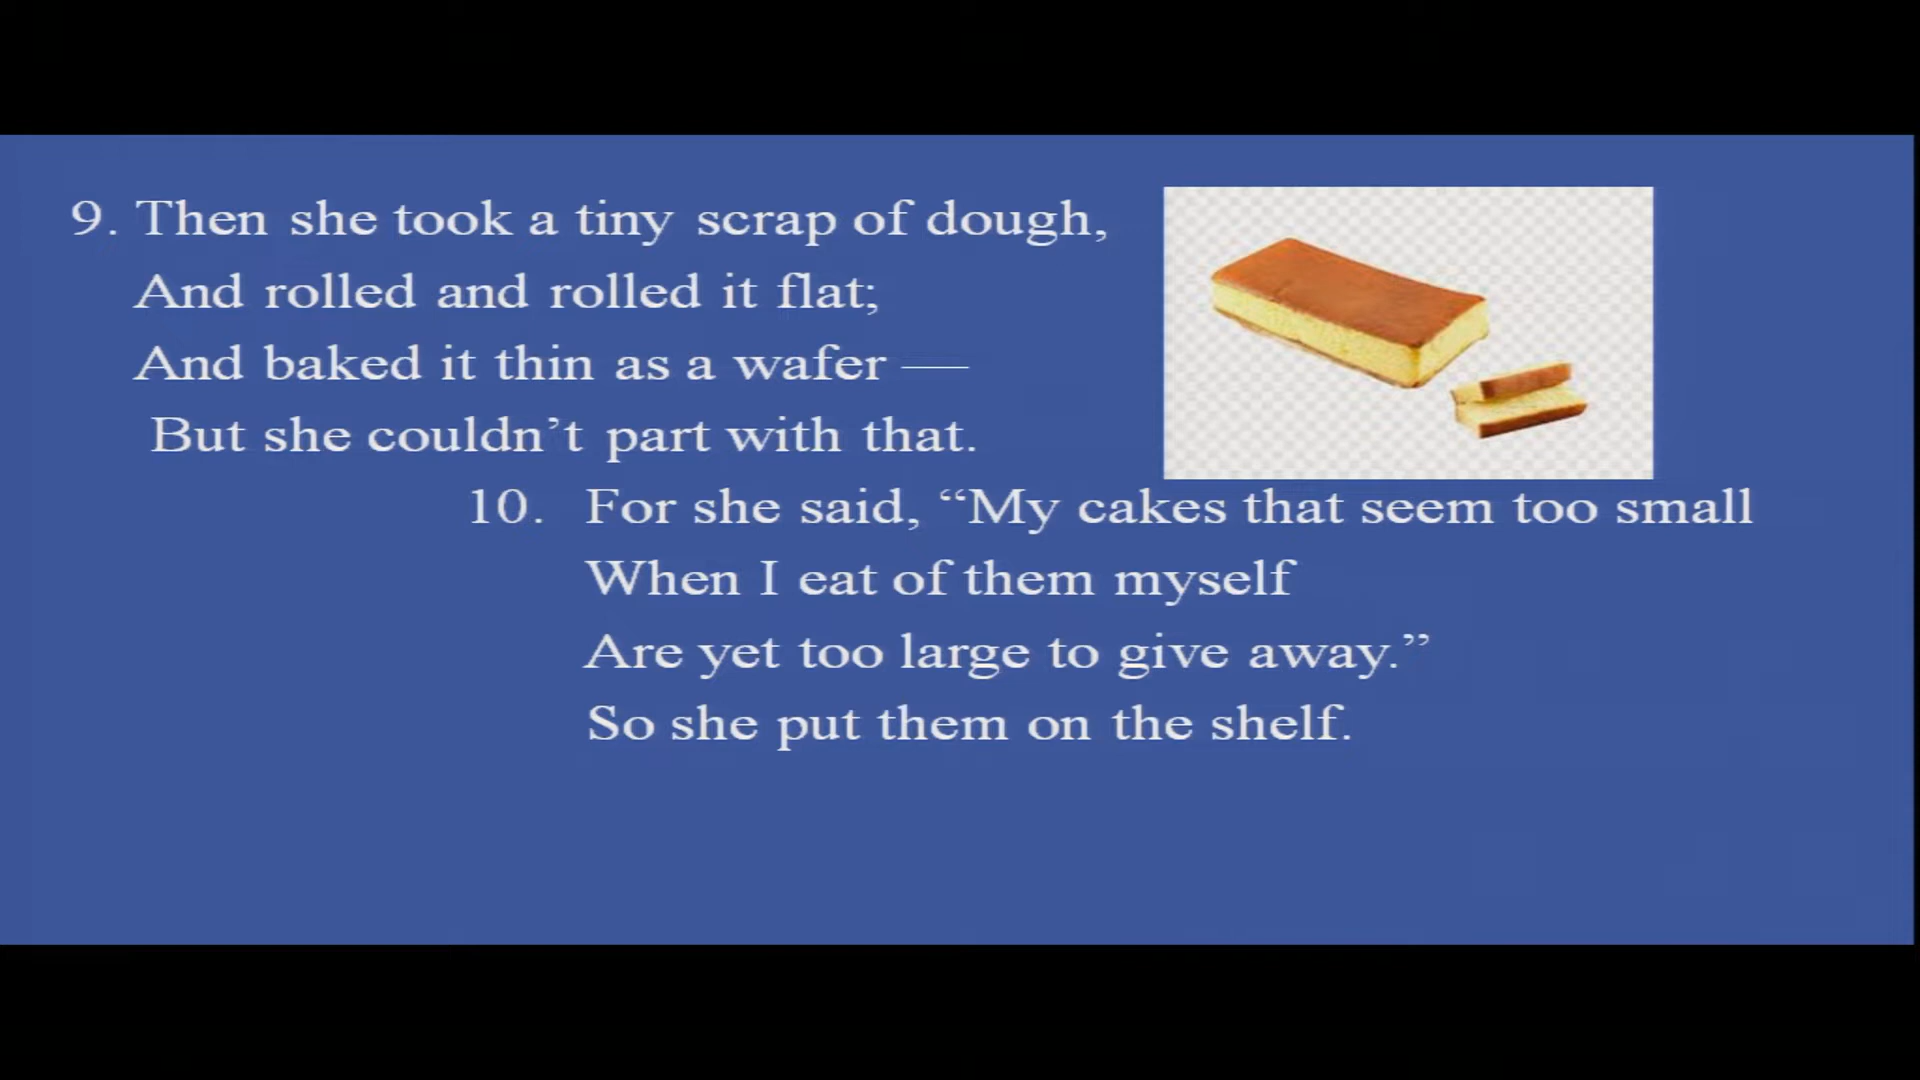 9. Then she took a tiny scrap of dough,
And rolled and rolled it flat;
And baked it thin as a wafer —
But she couldn’t part with that.
10. For she said, “My cakes that seem too small
When I eat of them myself
Are yet too large to give away.”
So she put them on the shelf.